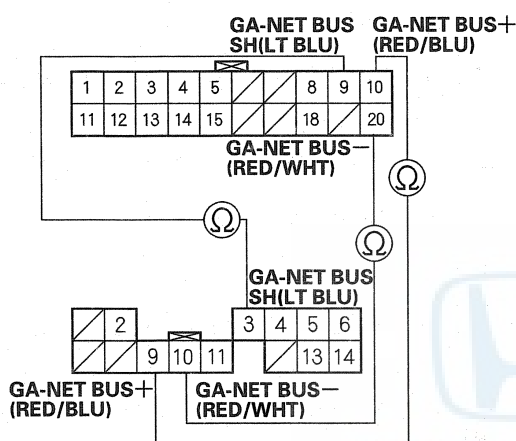 GA-NET BUS
SH(LT BLU)
GA-NET BUS+
(RED/BLU)
1 2 3 4 5 8 9 10
11 12 13 14 15 18 20
GA-NET BUS−
(RED/WHT)
Ω
Ω
Ω
GA-NET BUS
SH(LT BLU)
2 3 4 5 6
9 10 11 13 14
GA-NET BUS+
(RED/BLU)
GA-NET BUS−
(RED/WHT)